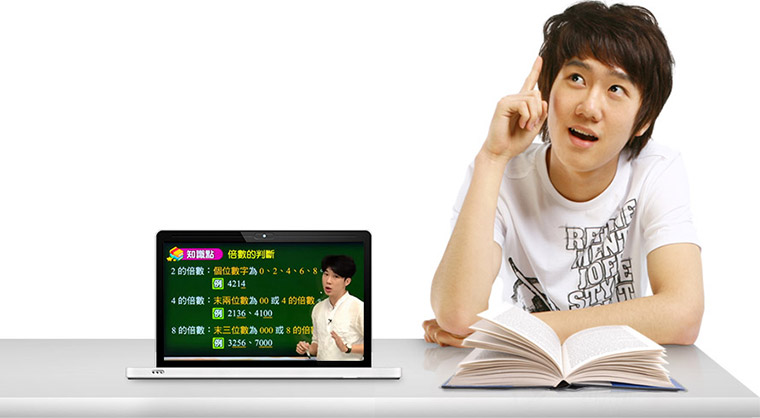 知識點 倍數的判斷
2 的倍數：個位數字為 0、2、4、6、8
例 4214
4 的倍數：末兩位數為 00 或 4 的倍數
例 2136、4100
8 的倍數：末三位數為 000 或 8 的倍
例 3256、7000
MENT
STYLE